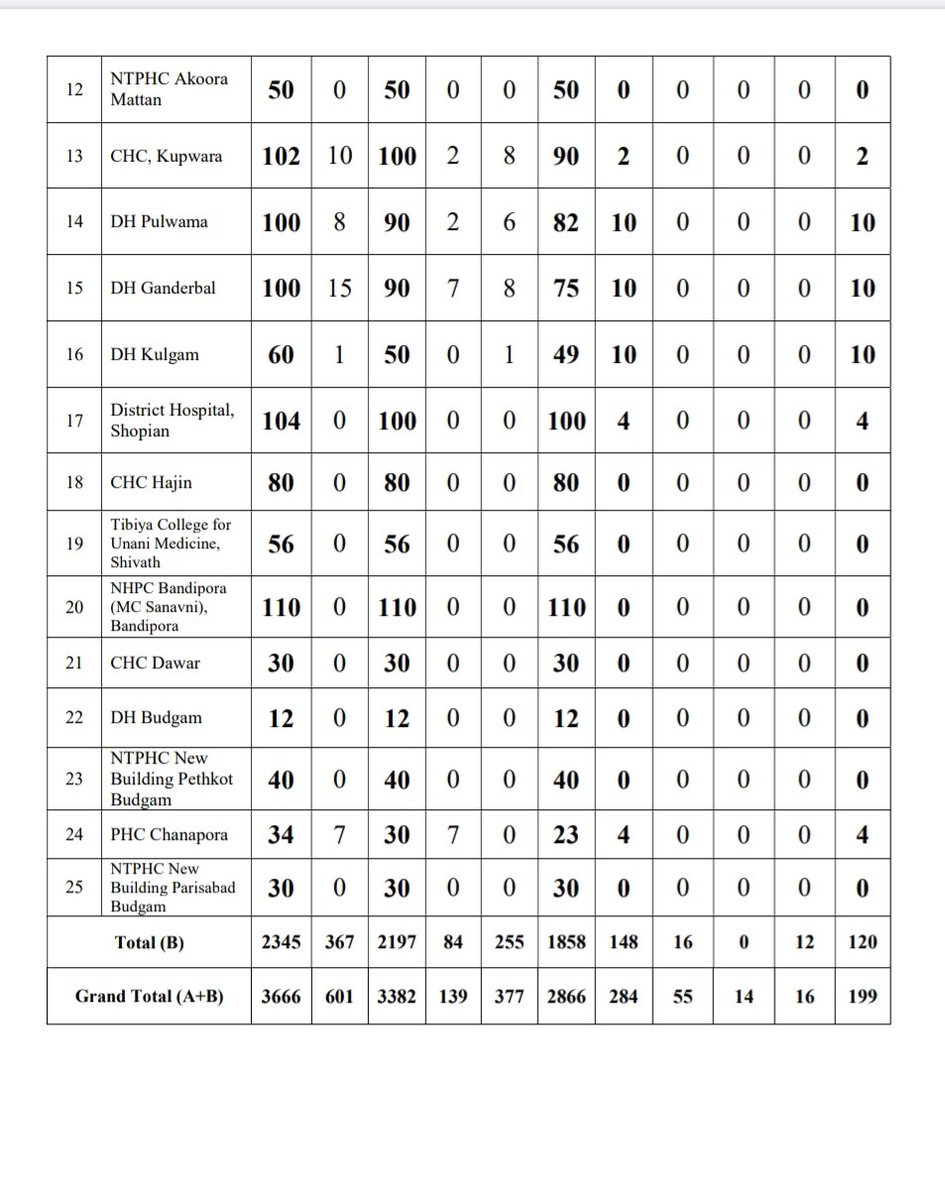 12 NTPHC Akoora Mattan 50 0 50 0 0 50 0 0 0 0 0
13 CHC, Kupwara 102 10 100 2 8 90 2 0 0 0 2
14 DH Pulwama 100 8 90 2 6 82 10 0 0 0 10
15 DH Ganderbal 100 15 90 7 8 75 10 0 0 0 10
16 DH Kulgam 60 1 50 0 1 49 10 0 0 0 10
17 District Hospital, Shopian 104 0 100 0 0 100 4 0 0 0 4
18 CHC Hajin 80 0 80 0 0 80 0 0 0 0 0
19 Tibiya College for Unani Medicine, Shivath 56 0 56 0 0 56 0 0 0 0 0
20 NHPC Bandipora (MC Sanavni), Bandipora 110 0 110 0 0 110 0 0 0 0 0
21 CHC Dawar 30 0 30 0 0 30 0 0 0 0 0
22 DH Budgam 12 0 12 0 0 12 0 0 0 0 0
23 NTPHC New Building Pethkot Budgam 40 0 40 0 0 40 0 0 0 0 0
24 PHC Chanapora 34 7 30 7 0 23 4 0 0 0 4
25 NTPHC New Building Parisabad Budgam 30 0 30 0 0 30 0 0 0 0 0
Total (B) 2345 367 2197 84 255 1858 148 16 0 12 120
Grand Total (A+B) 3666 601 3382 139 377 2866 284 55 14 16 199